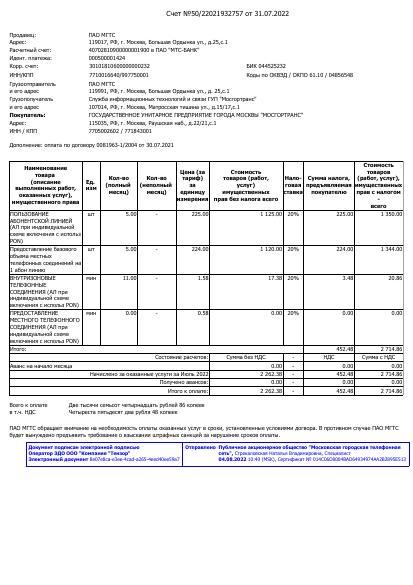 Счет №50/22021932757 от 31.07.2022
Продавец: ПАО МГТС
Адрес: 119017, РФ, г. Москва, Большая Ордынка ул., д.25,с.1
Расчетный счет: в ПАО "МТС-БАНК"
Идент. платежа 000500001424
Корр. счет: БИК 044525232
ИНН/КПП 7710016640/997750001 Коды по ОКВЭД / ОКПО 61.10 / 04856548
Грузоотправитель ПАО МГТС
и его адрес 119991, РФ, г. Москва, Большая Ордынка ул., д.25, с.1
Грузополучатель Служба информационных технологий и связи ГУП "Мосгортранс"
и его адрес 107014, РФ, г. Москва, Матросская тишина ул., д.15/17,с.1
Покупатель: ГОСУДАРСТВЕННОЕ УНИТАРНОЕ ПРЕДПРИЯТИЕ ГОРОДА МОСКВЫ "МОСГОРТРАНС"
Адрес: 115035, РФ, Москва, Раушская наб., д.22/21,с.1
ИНН / КПП 7705002602 / 771843001
Дополнение: оплата по договору 0081963-1/2004 от 30.07.2021
Наименование товара (описание выполненных работ, оказанных услуг), имущественного права
Ед. изм
Кол-во (полный месяц)
Кол-во (неполный месяц)
Цена (за тариф) за единицу измерения
Стоимость товаров (работ, услуг) имущественных прав без налога всего
Нало-говая ставка
Сумма налога, предъявляемая покупателю
Стоимость товаров (работ, услуг), имущественных прав с налогом - всего
ПОЛЬЗОВАНИЕ
АБОНЕНТСКОЙ ЛИНИЕЙ
(АЛ при индивидуальной
схеме включения с использ
PON) шт 5.00 - 225.00 1 125.00 20% 225.00 1 350.00
Предоставление базового
объема местных
телефонных соединений на
1 абон линию шт 5.00 - 224.00 1 120.00 20% 224.00 1 344.00
ВНУТРИЗОНОВЫЕ
ТЕЛЕФОННЫЕ
СОЕДИНЕНИЯ (АЛ при
индивидуальной схеме
включения с использ PON) мин 11.00 - 1.58 17.38 20% 3.48 20.86
ПРЕДОСТАВЛЕНИЕ
МЕСТНОГО ТЕЛЕФОННОГО
СОЕДИНЕНИЯ (АЛ при
индивидуальной схеме
включения с использ PON) мин 0.00 - 0.58 0.00 20% 0.00 0.00
Итого: 452.48 2 714.86
Состояние расчетов: Сумма без НДС - НДС Сумма с НДС
Аванс на начало месяца 0.00 - 0.00 0.00
Начислено за оказанные услуги за Июль 2022 2 262.38 - 452.48 2 714.86
Получено авансов: 0.00 - 0.00 0.00
Итого к оплате: 2 262.38 - 452.48 2 714.86
Всего к оплате Две тысячи семьсот четырнадцать рублей 86 копеек
в т.ч. НДС Четыреста пятьдесят два рубля 48 копеек
ПАО МГТС обращает внимание на необходимость оплаты оказанных услуг в сроки, установленные условиями договора. В противном случае ПАО МГТС
будет вынуждено предъявить требование о взыскании штрафных санкций за нарушение сроков оплаты.
Документ подписан электронной подписью
Оператор ЭДО ООО "Компания "Тензор"
Электронный документ
Отправлено Публичное акционерное общество "Московская городская телефонная
сеть", Наталья Владимировна, Специалист
04.08.2022 10:49 (MSK), Сертификат №